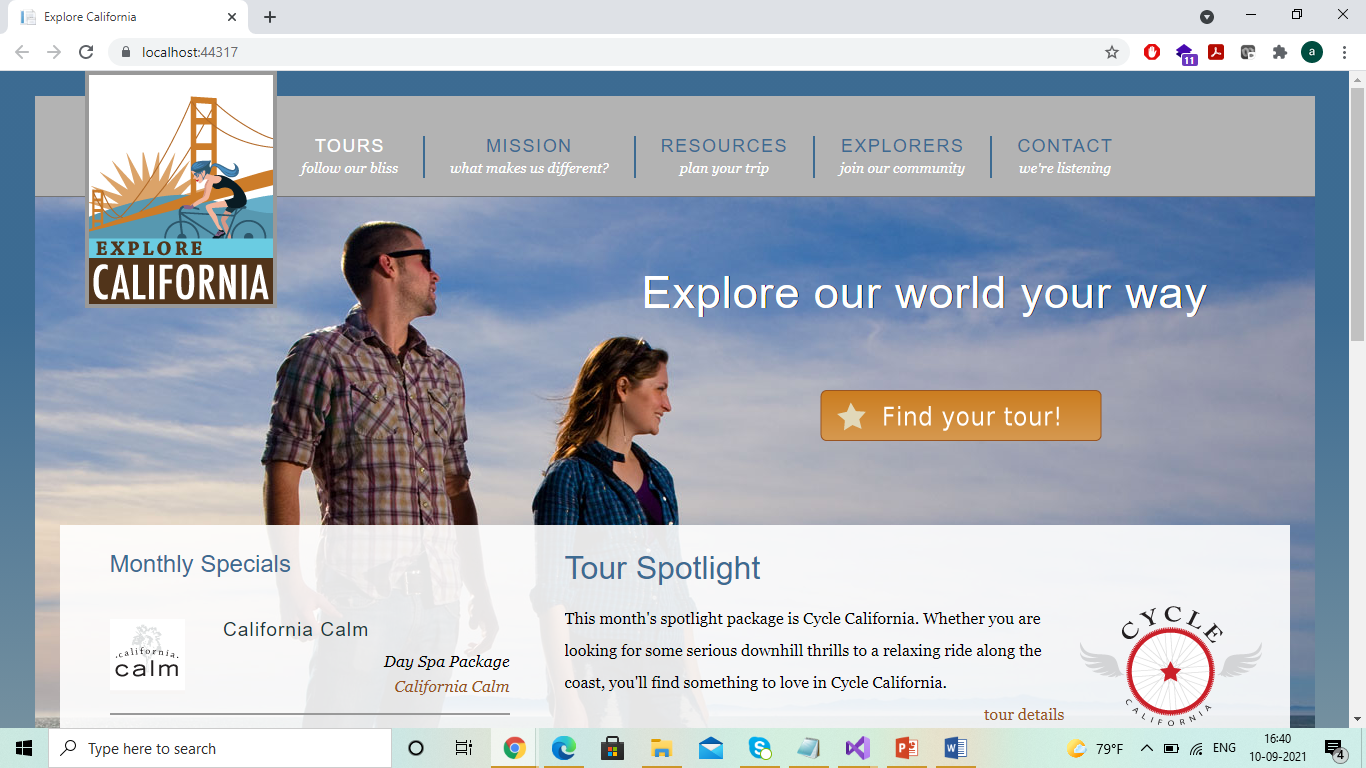 Explore California
localhost:44317
11
a
TOURS
follow our bliss
MISSION
what makes us different?
RESOURCES
plan your trip
EXPLORERS
join our community
CONTACT
we're listening
EXPLORE
CALIFORNIA
Explore our world your way
Find your tour!
Monthly Specials
california
calm
California Calm
Day Spa Package
California Calm
Tour Spotlight
This month's spotlight package is Cycle California. Whether you are
looking for some serious downhill thrills to a relaxing ride along the
coast, you'll find something to love in Cycle California.
tour details
CYCLE
CALIFORNIA
Type here to search
79°F
ENG
16:40
10-09-2021
4